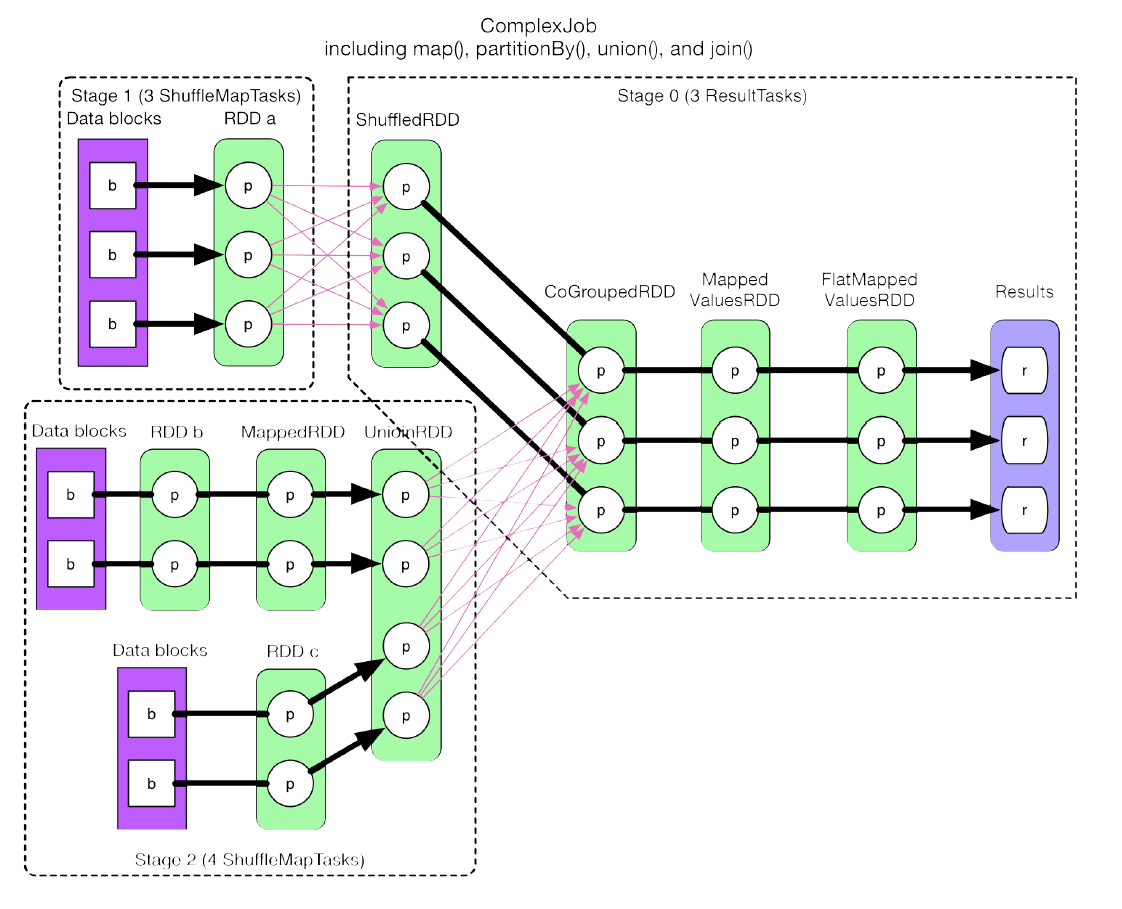 ComplexJob
including map(), partitionBy(), union(), and join()
Stage 1 (3 ShuffleMapTasks)
Data blocks
RDD a
b
p
b
p
b
p
Stage 0 (3 ResultTasks)
ShuffledRDD
p
p
p
CoGroupedRDD
Mapped
ValuesRDD
FlatMapped
ValuesRDD
Results
p
p
p
r
p
p
p
r
p
p
p
r
Data blocks
RDD b
MappedRDD
UnioinRDD
b
p
p
p
b
p
p
p
Data blocks
RDD c
p
b
p
p
b
p
Stage 2 (4 ShuffleMapTasks)